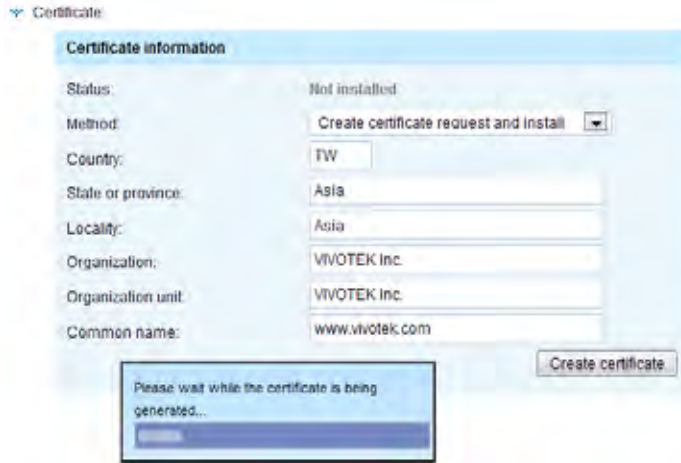 Certificate
Certificate information
Status: Not installed
Method: Create certificate request and install
Country: TW
State or province: Asia
Locality: Asia
Organization: VIVOTEK Inc.
Organization unit: VIVOTEK Inc.
Common name: www.vivotek.com
Create certificate
Please wait while the certificate is being
generated...